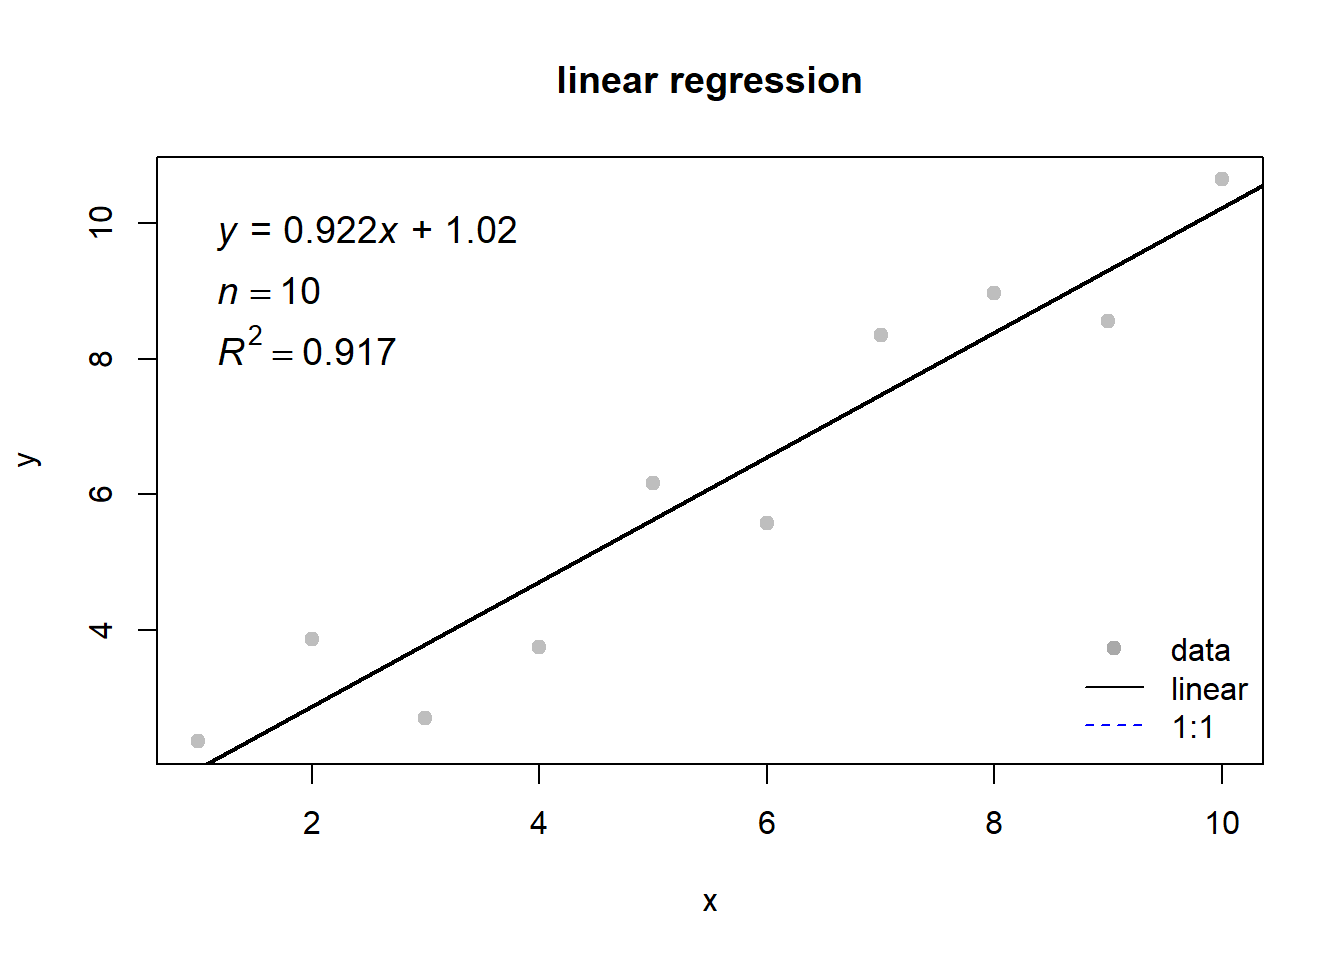 linear regression
y = 0.922x + 1.02
n = 10
R² = 0.917
10
8
6
4
y
data
linear
1:1
2 4 6 8 10
x